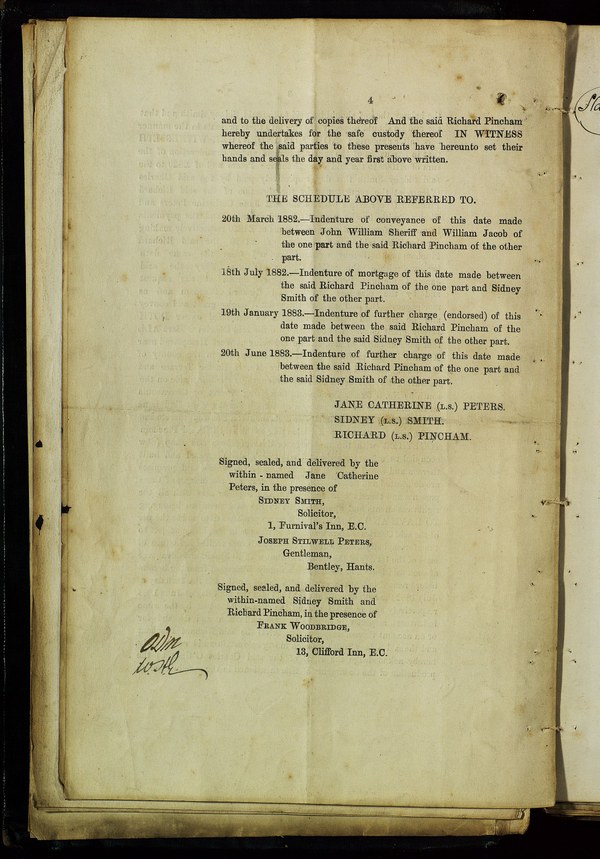 4
and to the delivery of copies thereof And the said Richard Pincham
hereby undertakes for the safe custody thereof IN WITNESS
whereof the said parties to these presents have hereunto set their
hands and seals the day and year first above written.
THE SCHEDULE ABOVE REFERRED TO.
20th March 1882.—Indenture of conveyance of this date made
between John William Sheriff and William Jacob of
the one part and the said Richard Pincham of the other
part.
18th July 1882.—Indenture of mortgage of this date made between
the said Richard Pincham of the one part and Sidney
Smith of the other part.
19th January 1883.—Indenture of further charge (endorsed) of this
date made between the said Richard Pincham of the
one part and the said Sidney Smith of the other part.
20th June 1883.—Indenture of further charge of this date made
between the said Richard Pincham of the one part and
the said Sidney Smith of the other part.
JANE CATHERINE (L.S.) PETERS.
SIDNEY (L.S.) SMITH.
RICHARD (L.S.) PINCHAM.
Signed, sealed, and delivered by the
within - named Jane Catherine
Peters, in the presence of
SIDNEY SMITH,
Solicitor,
1, Furnival's Inn, E.C.
JOSEPH STILWELL PETERS,
Gentleman,
Bentley, Hants.
Signed, sealed, and delivered by the
within-named Sidney Smith and
Richard Pincham, in the presence of
FRANK WOODBRIDGE,
Solicitor,
13, Clifford Inn, E.C.